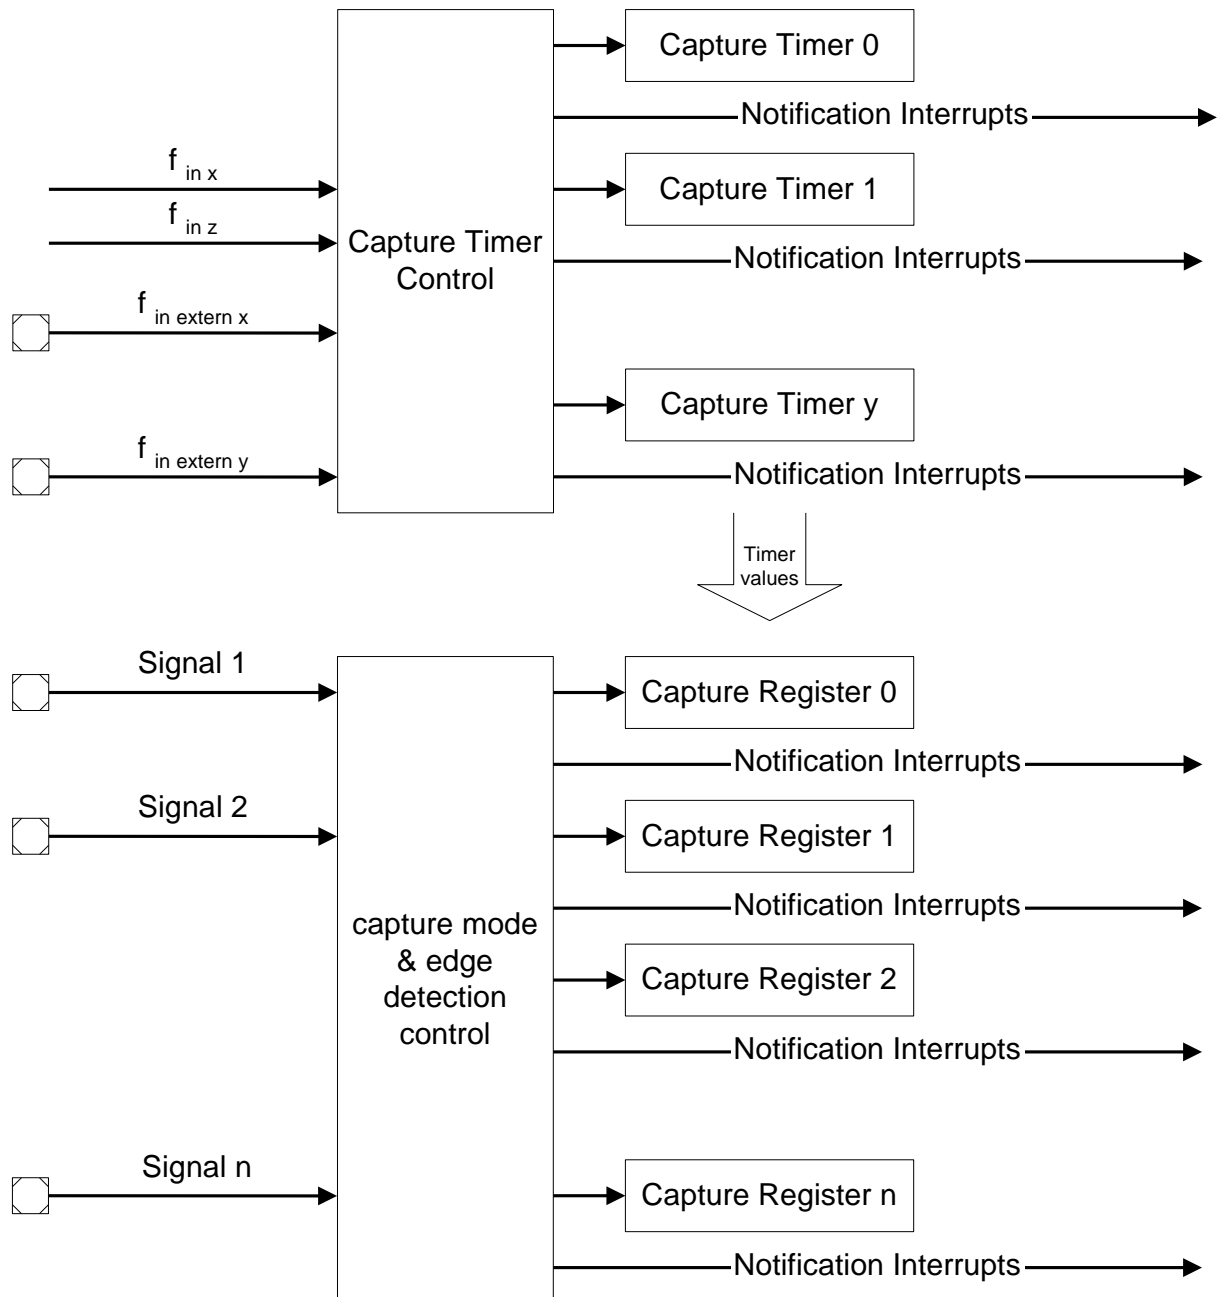 Capture Timer 0
Notification Interrupts
f in x
Capture Timer 1
f in z
Capture Timer
Control
Notification Interrupts
f in extern x
Capture Timer y
f in extern y
Notification Interrupts
Timer
values
Signal 1
Capture Register 0
Notification Interrupts
Signal 2
Capture Register 1
Notification Interrupts
capture mode
& edge
detection
control
Capture Register 2
Notification Interrupts
Signal n
Capture Register n
Notification Interrupts